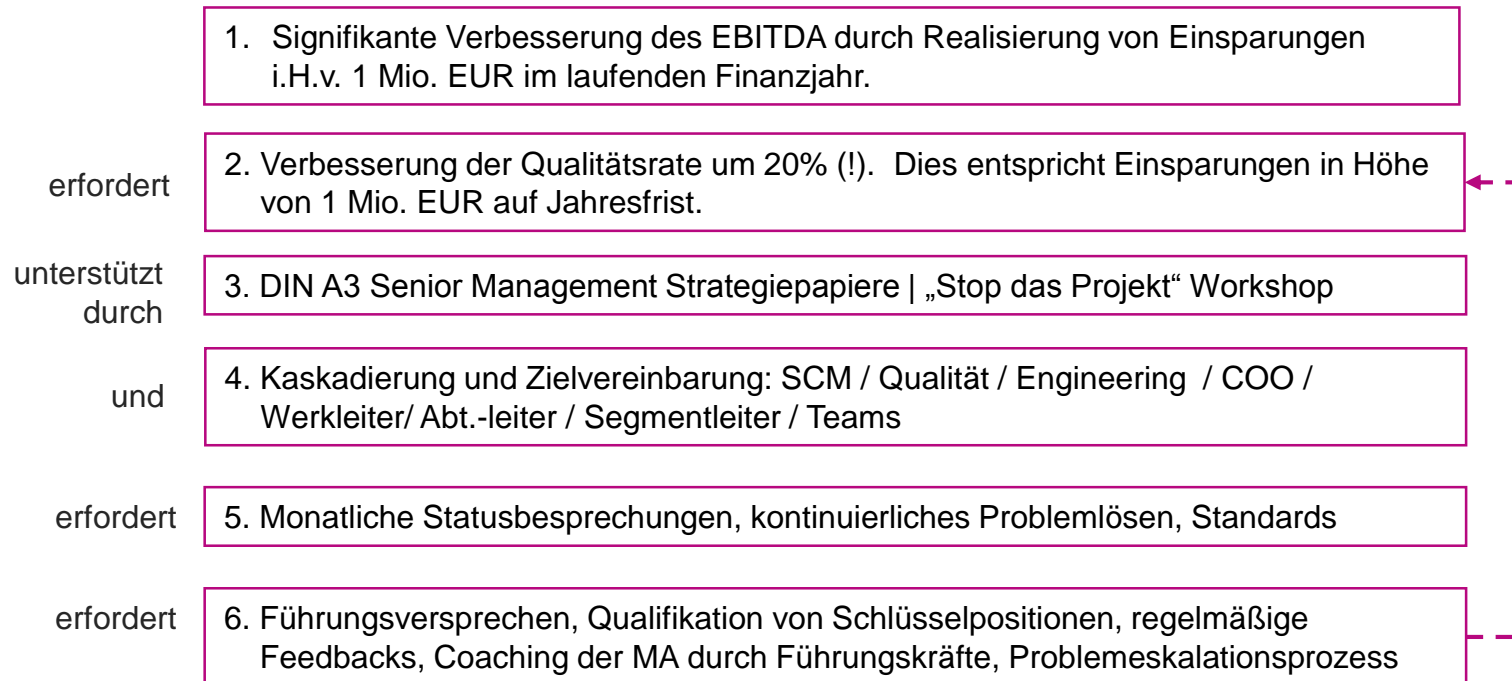 1. Signifikante Verbesserung des EBITDA durch Realisierung von Einsparungen
i.H.v. 1 Mio. EUR im laufenden Finanzjahr.
erfordert
2. Verbesserung der Qualitätsrate um 20% (!). Dies entspricht Einsparungen in Höhe
von 1 Mio. EUR auf Jahresfrist.
unterstützt
durch
3. DIN A3 Senior Management Strategiepapiere | „Stop das Projekt“ Workshop
und
4. Kaskadierung und Zielvereinbarung: SCM / Qualität / Engineering / COO /
Werkleiter/ Abt.-leiter / Segmentleiter / Teams
erfordert
5. Monatliche Statusbesprechungen, kontinuierliches Problemlösen, Standards
erfordert
6. Führungsversprechen, Qualifikation von Schlüsselpositionen, regelmäßige
Feedbacks, Coaching der MA durch Führungskräfte, Problemeskalationsprozess